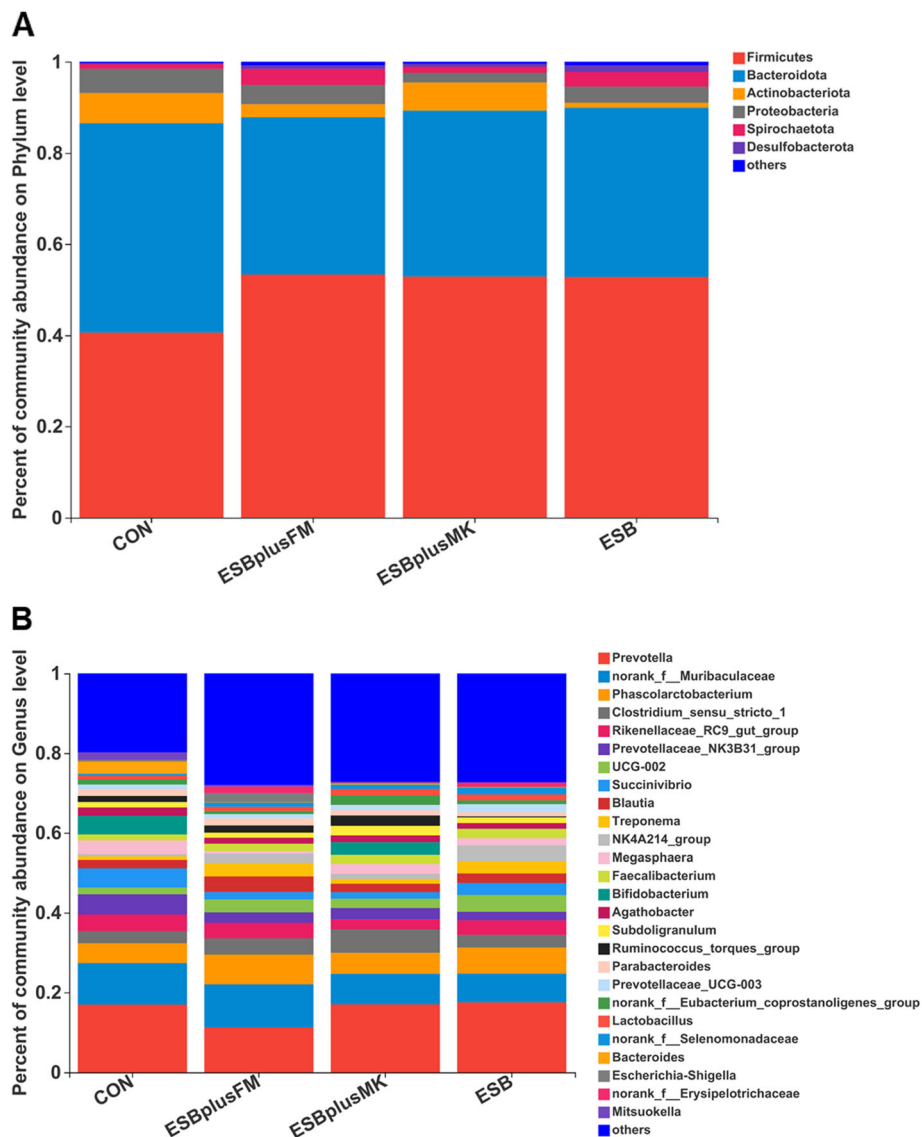 A
Percent of community abundance on Phylum level
1
0.8
0.6
0.4
0.2
0
CON
ESBplusFM
ESBplusMK
ESB
Firmicutes
Bacteroidota
Actinobacteriota
Proteobacteria
Spirochaetota
Desulfobacterota
others
B
Percent of community abundance on Genus level
1
0.8
0.6
0.4
0.2
0
CON
ESBplusFM
ESBplusMK
ESB
Prevotella
norank_f__Muribaculaceae
Phascolarctobacterium
Clostridium_sensu_stricto_1
Rikenellaceae_RC9_gut_group
Prevotellaceae_NK3B31_group
UCG-002
Succinivibrio
Blautia
Treponema
NK4A214_group
Megasphaera
Faecalibacterium
Bifidobacterium
Agathobacter
Subdoligranulum
Ruminococcus_torques_group
Parabacteroides
Prevotellaceae_UCG-003
norank_f__Eubacterium_coprostanoligenes_group
Lactobacillus
norank_f__Selenomonadaceae
Bacteroides
Escherichia-Shigella
norank_f__Erysipelotrichaceae
Mitsuokella
others